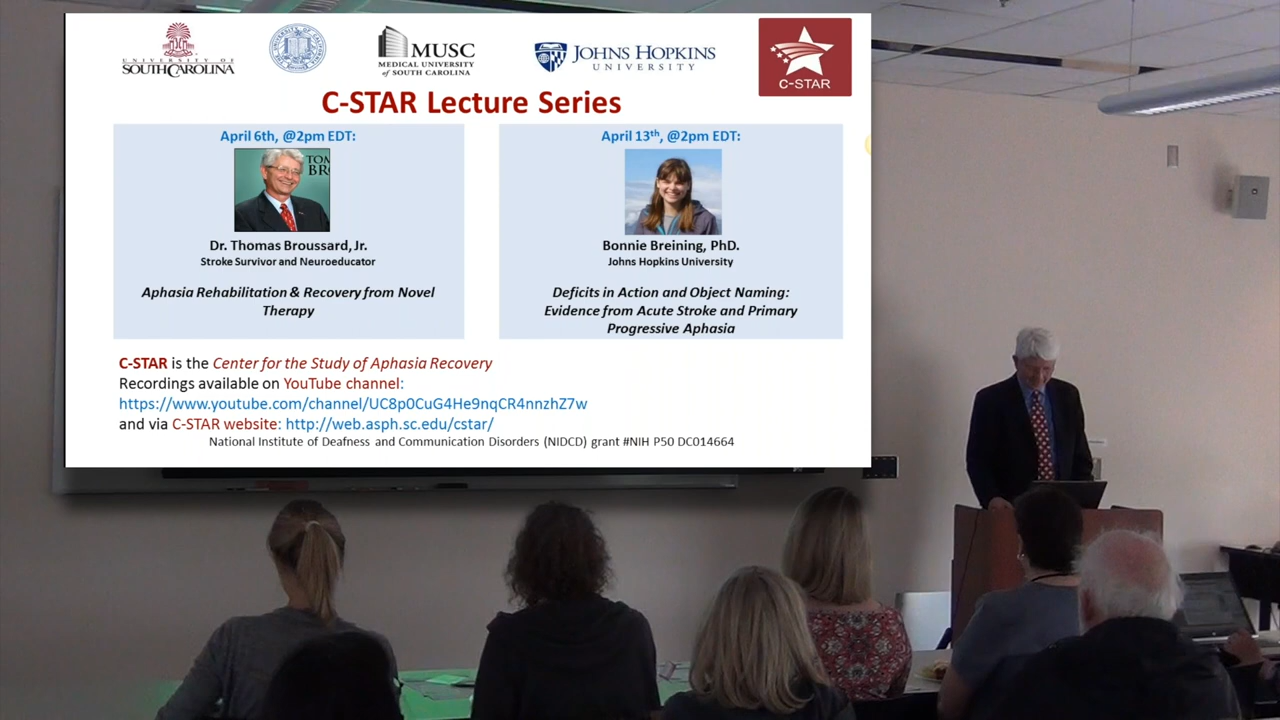 UNIVERSITY OF
SOUTH CAROLINA
MUSC
MEDICAL UNIVERSITY
of SOUTH CAROLINA
JOHNS HOPKINS
UNIVERSITY
C-STAR
C-STAR Lecture Series
April 6th, @2pm EDT:
TOM
BR
Dr. Thomas Broussard, Jr.
Stroke Survivor and Neuroeducator
Aphasia Rehabilitation & Recovery from Novel
Therapy
April 13th, @2pm EDT:
Bonnie Breining, PhD.
Johns Hopkins University
Deficits in Action and Object Naming:
Evidence from Acute Stroke and Primary
Progressive Aphasia
C-STAR is the Center for the Study of Aphasia Recovery
Recordings available on YouTube channel:
https://www.youtube.com/channel/UC8p0CuG4He9nqCR4nnzhZ7w
and via C-STAR website: http://web.asph.sc.edu/cstar/
National Institute of Deafness and Communication Disorders (NIDCD) grant #NIH P50 DC014664